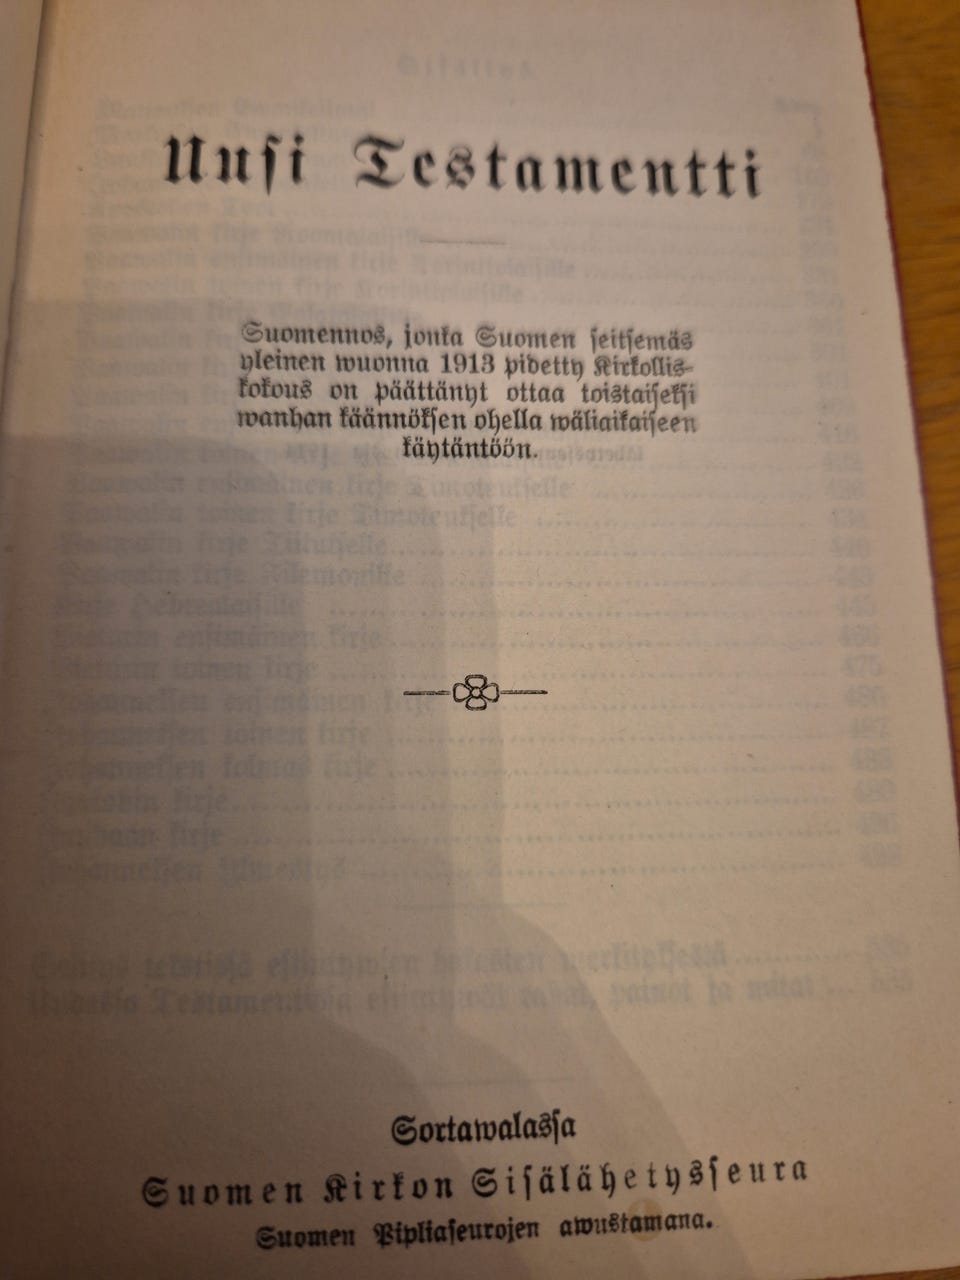 Uusi Testamentti
Suomennos, jonka Suomen seitsemäs
yleinen wuonna 1913 pidetty Kirkollis-
kokous on päättänyt ottaa toistaiseksi
wanhan käännöksen ohella wäliaikaiseen
käytäntöön.
Sortawalassa
Suomen Kirkon Sisälähetysseura
Suomen Pipliaseurojen awustamana.